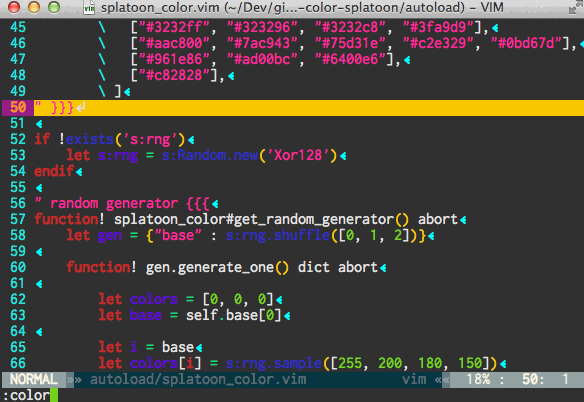 splatoon_color.vim (~/Dev/gi...-color-splatoon/autoload) – VIM
45 \ ["#3232ff", "#323296", "#3232c8", "#3fa9d9"],
46 \ ["#aac800", "#7ac943", "#75d31e", "#c2e329", "#0bd67d"],
47 \ ["#961e86", "#ad00bc", "#6400e6"],
48 \ ["#c82828"],
49 \ ]
50 " }}}
51
52 if !exists('s:rng')
53 let s:rng = s:Random.new('Xor128')
54 endif
55
56 " random generator {{{
57 function! splatoon_color#get_random_generator() abort
58 let gen = {"base" : s:rng.shuffle([0, 1, 2])}
59
60 function! gen.generate_one() dict abort
61
62 let colors = [0, 0, 0]
63 let base = self.base[0]
64
65 let i = base
66 let colors[i] = s:rng.sample([255, 200, 180, 150])
NORMAL »» autoload/splatoon_color.vim vim «« 18% : 50: 1
:color